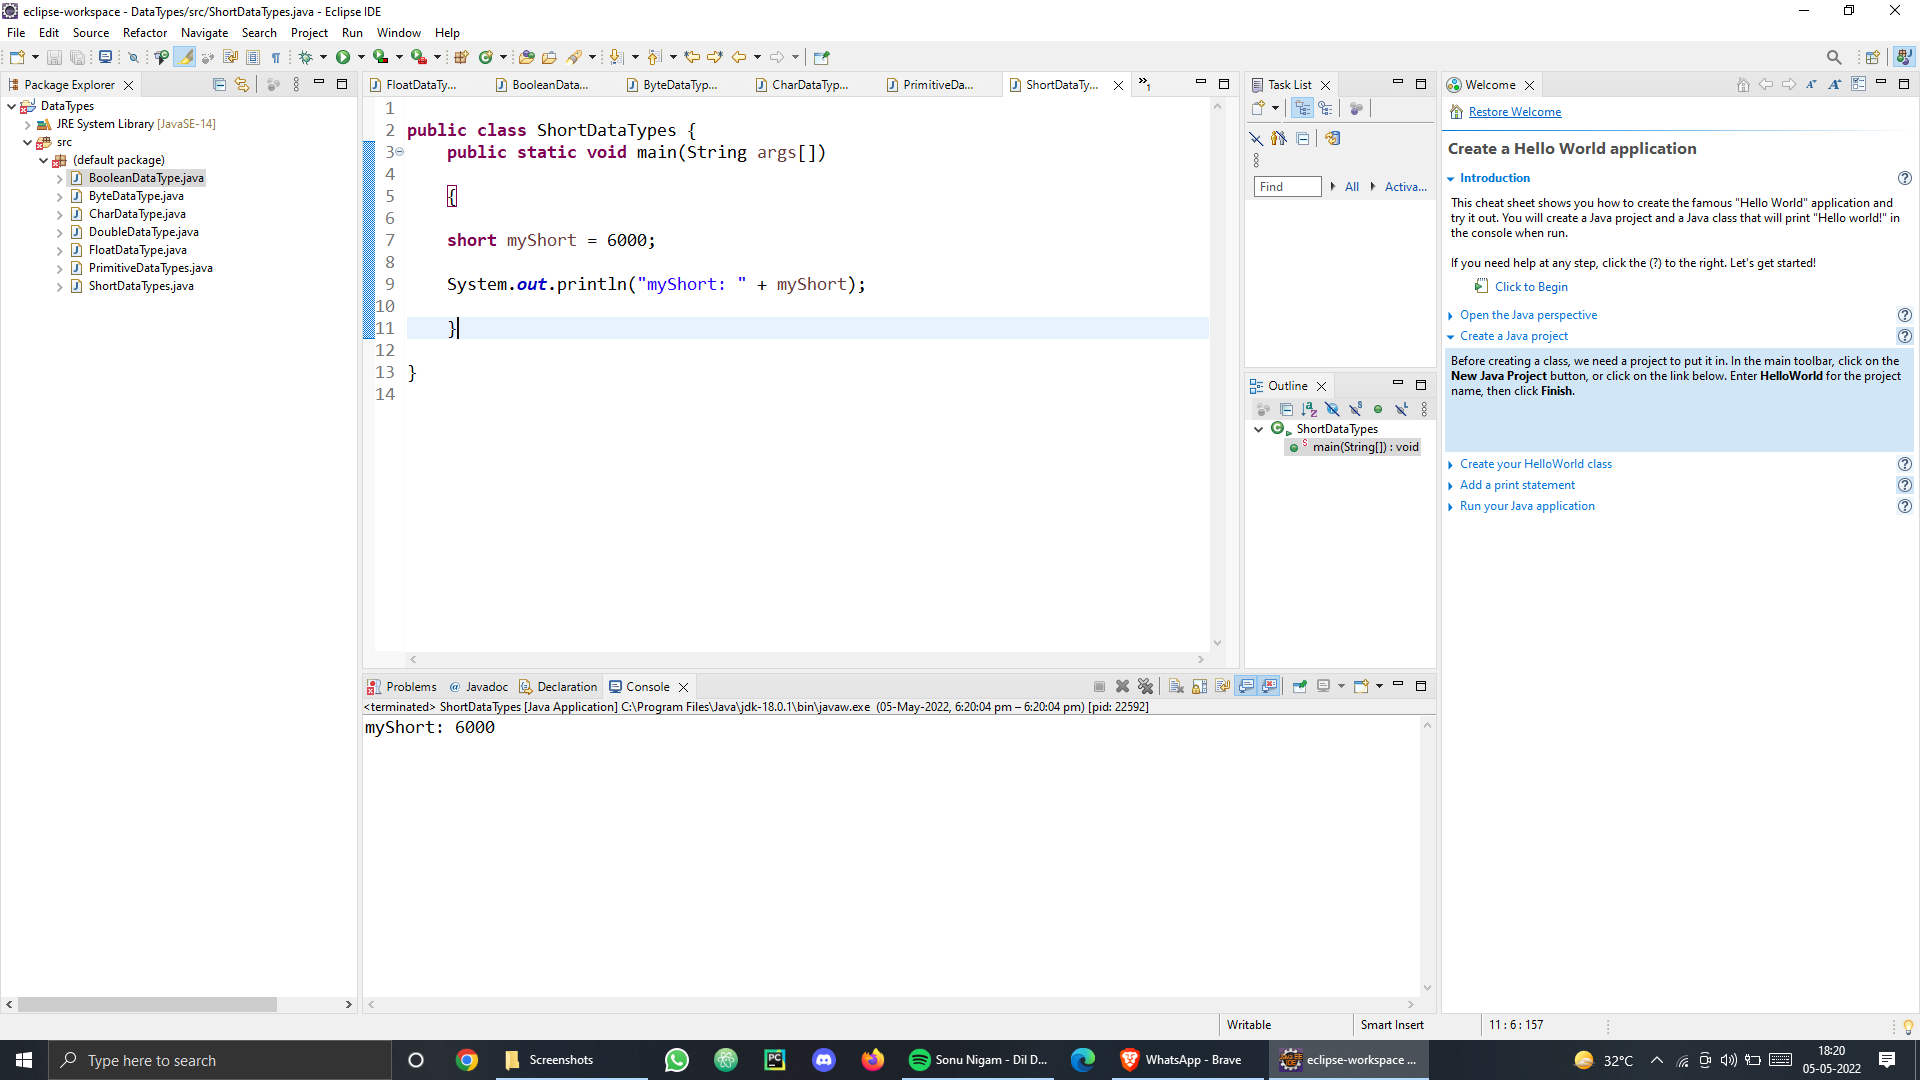 eclipse-workspace - DataTypes/src/ShortDataTypes.java - Eclipse IDE
File Edit Source Refactor Navigate Search Project Run Window Help
Package Explorer
DataTypes
JRE System Library [JavaSE-14]
src
(default package)
BooleanDataType.java
ByteDataType.java
CharDataType.java
DoubleDataType.java
FloatDataType.java
PrimitiveDataTypes.java
ShortDataTypes.java
FloatDataTy... BooleanData... ByteDataTyp... CharDataTyp... PrimitiveDa... ShortDataTy... »1
1
2 public class ShortDataTypes {
3 public static void main(String args[])
4
5 {
6
7 short myShort = 6000;
8
9 System.out.println("myShort: " + myShort);
10
11 }
12
13 }
14
Task List
Find All Activa...
Outline
ShortDataTypes
main(String[]) : void
Welcome
Restore Welcome
Create a Hello World application
Introduction
This cheat sheet shows you how to create the famous "Hello World" application and
try it out. You will create a Java project and a Java class that will print "Hello world!" in
the console when run.
If you need help at any step, click the (?) to the right. Let's get started!
Click to Begin
Open the Java perspective
Create a Java project
Before creating a class, we need a project to put it in. In the main toolbar, click on the
New Java Project button, or click on the link below. Enter HelloWorld for the project
name, then click Finish.
Create your HelloWorld class
Add a print statement
Run your Java application
Problems Javadoc Declaration Console
<terminated> ShortDataTypes [Java Application] C:\Program Files\Java\jdk-18.0.1\bin\javaw.exe (05-May-2022, 6:20:04 pm – 6:20:04 pm) [pid: 22592]
myShort: 6000
Writable Smart Insert 11 : 6 : 157
Type here to search
Screenshots
Sonu Nigam - Dil D...
WhatsApp - Brave
eclipse-workspace ...
32°C
18:20
05-05-2022